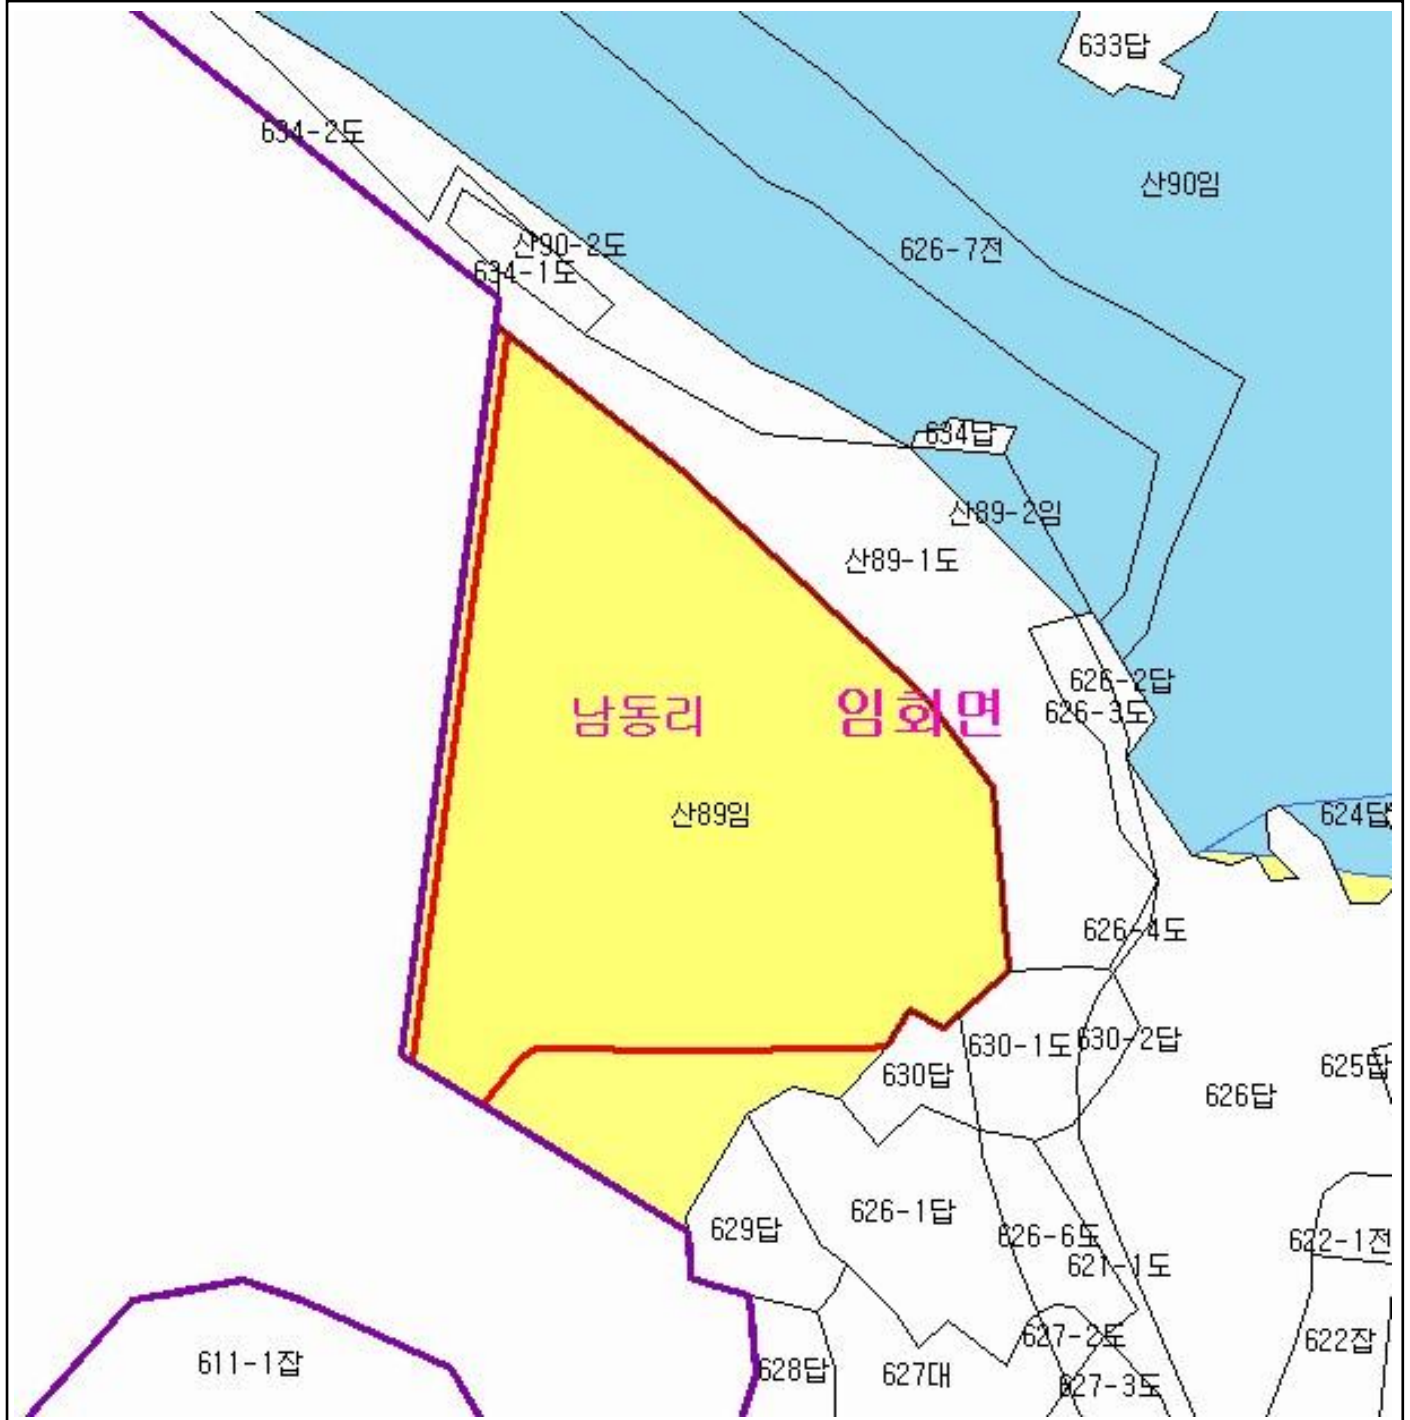 633답
634-2도
산90임
산90-2도
626-7전
634-1도
634답
산89-2임
산89-1도
626-2답
남동리
임회면
626-3도
산89임
624답
626-4도
630-1도
630-2답
625답
630답
626답
626-1답
629답
626-6도
622-1전
621-1도
627-2도
622잡
611-1잡
628답
627대
627-3도